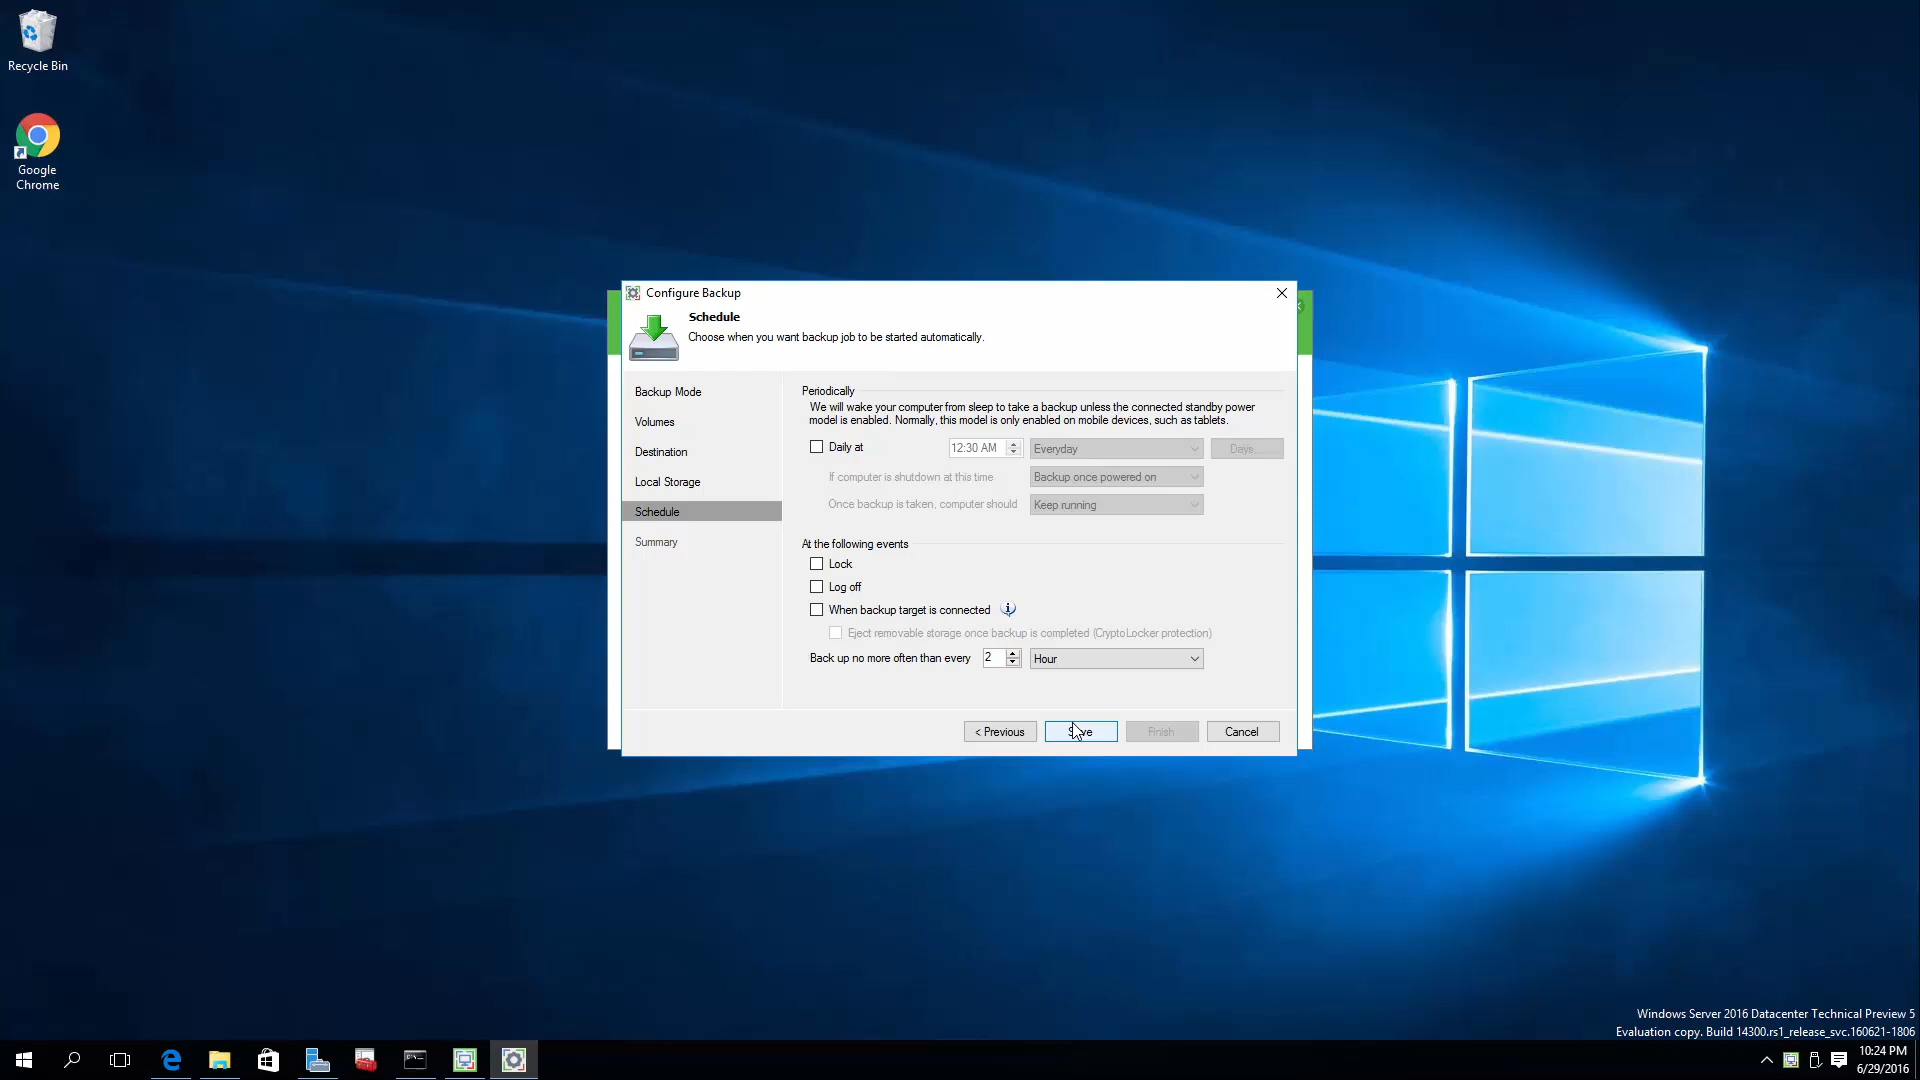 Recycle Bin
Google
Chrome
Configure Backup
Schedule
Choose when you want backup job to be started automatically.
Backup Mode
Volumes
Destination
Local Storage
Schedule
Summary
Periodically
We will wake your computer from sleep to take a backup unless the connected standby power
model is enabled. Normally, this model is only enabled on mobile devices, such as tablets.
Daily at 12:30 AM Everyday Days...
If computer is shutdown at this time Backup once powered on
Once backup is taken, computer should Keep running
At the following events
Lock
Log off
When backup target is connected
Eject removable storage once backup is completed (CryptoLocker protection)
Back up no more often than every 2 Hour
< Previous Finish Cancel
Windows Server 2016 Datacenter Technical Preview 5
Evaluation copy. Build 14300.rs1_release_svc.160621-1806
10:24 PM
6/29/2016